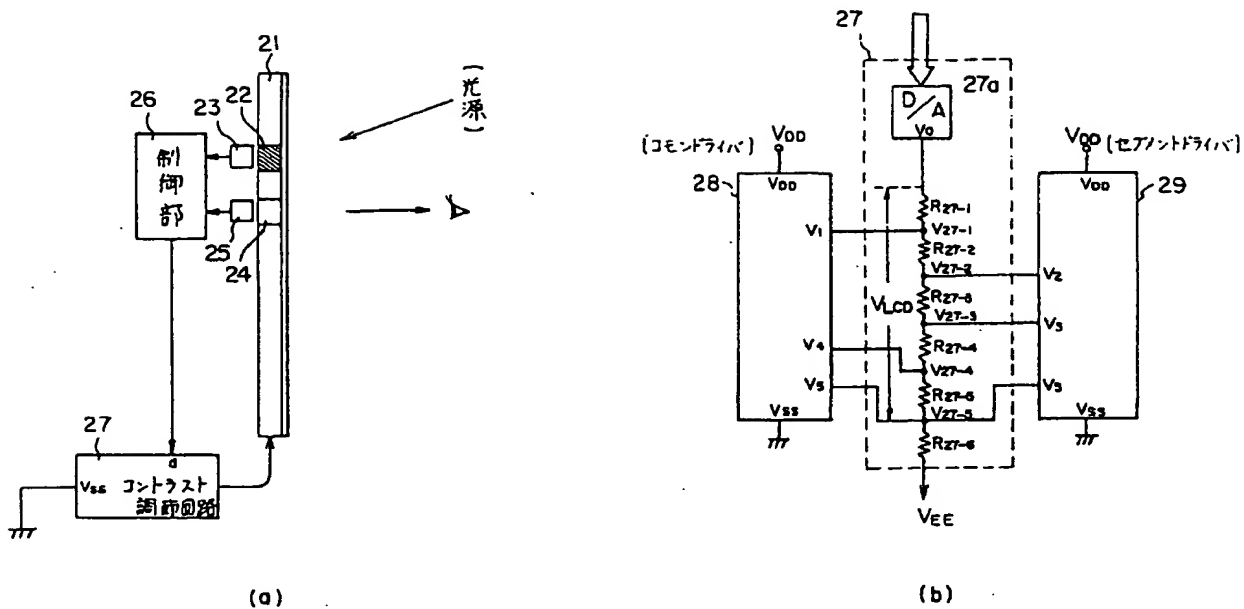 21
(光源)
26
23
22
制御部
25
24
27
a
VSS
コントラスト
調節回路
(a)
27
27a
D/A
VO
(コモンドライバ)
VDD
VDD
(セグメントドライバ)
28
VDD
VDD
29
R27-1
V1
V27-1
R27-2
V27-2
V2
R27-3
VLCD
V27-3
V3
R27-4
V4
V27-4
R27-5
V5
V27-5
V5
VSS
VSS
R27-6
VEE
(b)